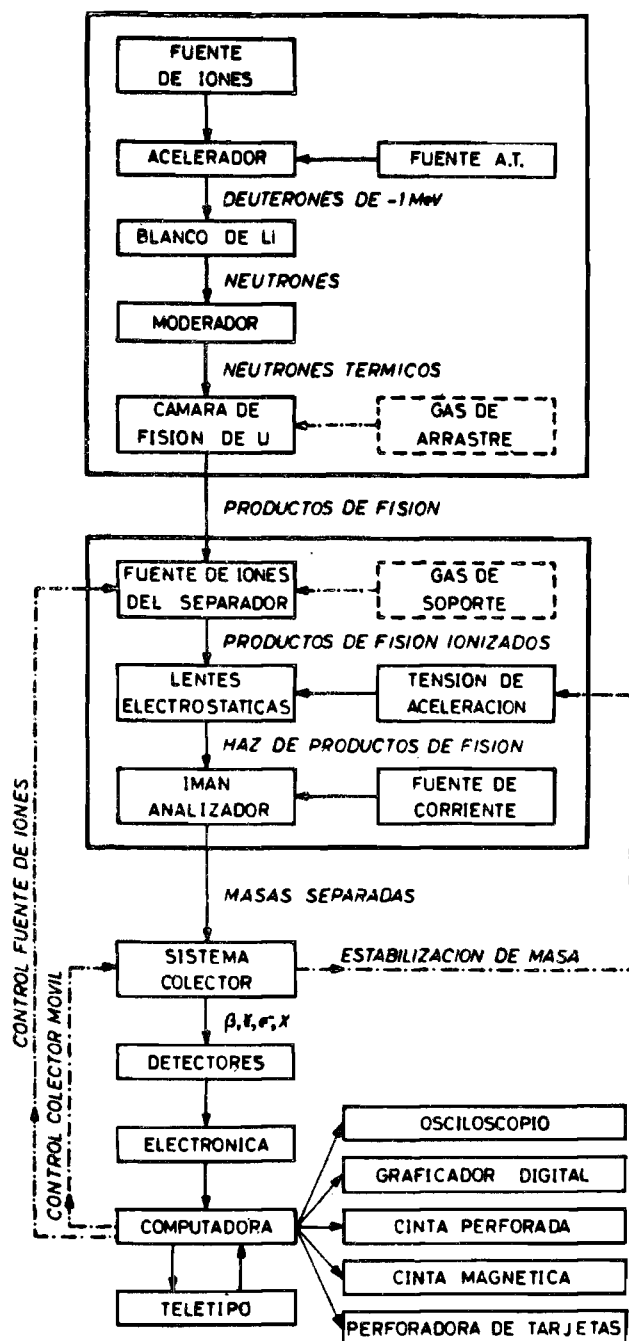 FUENTE
DE IONES
ACELERADOR
FUENTE A.T.
DEUTERONES DE ~1 MeV
BLANCO DE Li
NEUTRONES
MODERADOR
NEUTRONES TERMICOS
CAMARA DE
FISION DE U
GAS DE
ARRASTRE
PRODUCTOS DE FISION
FUENTE DE IONES
DEL SEPARADOR
GAS DE
SOPORTE
PRODUCTOS DE FISION IONIZADOS
LENTES
ELECTROSTATICAS
TENSION DE
ACELERACION
HAZ DE PRODUCTOS DE FISION
IMAN
ANALIZADOR
FUENTE DE
CORRIENTE
MASAS SEPARADAS
CONTROL FUENTE DE IONES
CONTROL COLECTOR MOVIL
SISTEMA
COLECTOR
ESTABILIZACION DE MASA
β, γ, e⁻, X
DETECTORES
ELECTRONICA
COMPUTADORA
TELETIPO
OSCILOSCOPIO
GRAFICADOR DIGITAL
CINTA PERFORADA
CINTA MAGNETICA
PERFORADORA DE TARJETAS